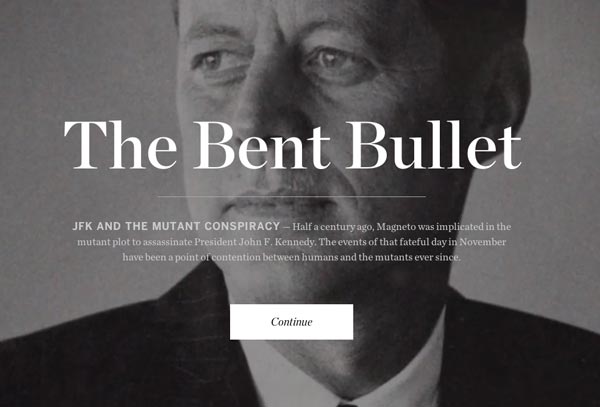 The Bent Bullet
JFK AND THE MUTANT CONSPIRACY — Half a century ago, Magneto was implicated in the
mutant plot to assassinate President John F. Kennedy. The events of that fateful day in November
have been a point of contention between humans and the mutants ever since.
Continue